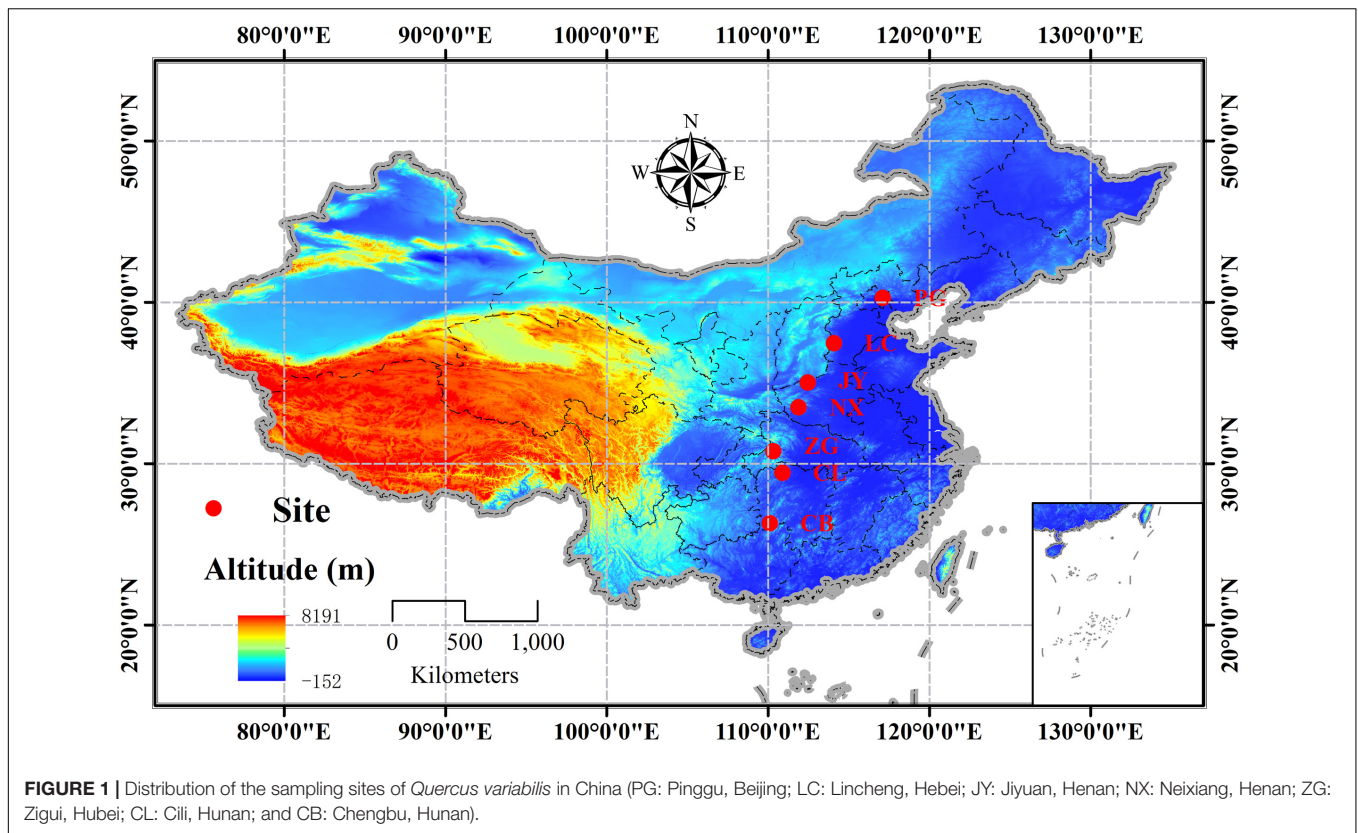 80°0'0"E 90°0'0"E 100°0'0"E 110°0'0"E 120°0'0"E 130°0'0"E
50°0'0"N
50°0'0"N
40°0'0"N
40°0'0"N
30°0'0"N
30°0'0"N
20°0'0"N
20°0'0"N
N
W E
S
PG
LC
JY
NX
ZG
CL
CB
Site
Altitude (m)
8191
-152
0 500 1,000
Kilometers
80°0'0"E 90°0'0"E 100°0'0"E 110°0'0"E 120°0'0"E 130°0'0"E
FIGURE 1 | Distribution of the sampling sites of Quercus variabilis in China (PG: Pinggu, Beijing; LC: Lincheng, Hebei; JY: Jiyuan, Henan; NX: Neixiang, Henan; ZG:
Zigui, Hubei; CL: Cili, Hunan; and CB: Chengbu, Hunan).